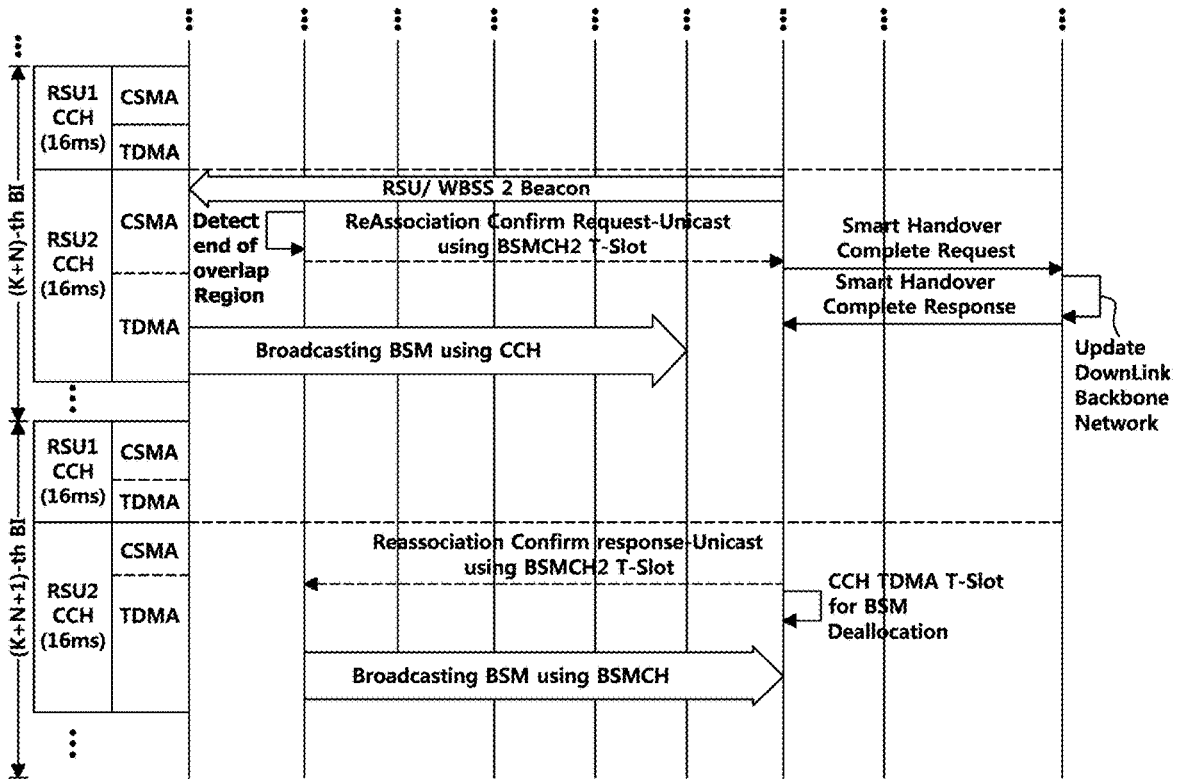 (K+N)-th BI
RSU1
CCH
(16ms)
CSMA
TDMA
RSU2
CCH
(16ms)
CSMA
TDMA
RSU/ WBSS 2 Beacon
Detect
end of
overlap
Region
ReAssociation Confirm Request-Unicast
using BSMCH2 T-Slot
Smart Handover
Complete Request
Smart Handover
Complete Response
Update
DownLink
Backbone
Network
Broadcasting BSM using CCH
(K+N+1)-th BI
RSU1
CCH
(16ms)
CSMA
TDMA
RSU2
CCH
(16ms)
CSMA
TDMA
Reassociation Confirm response-Unicast
using BSMCH2 T-Slot
CCH TDMA T-Slot
for BSM
Deallocation
Broadcasting BSM using BSMCH